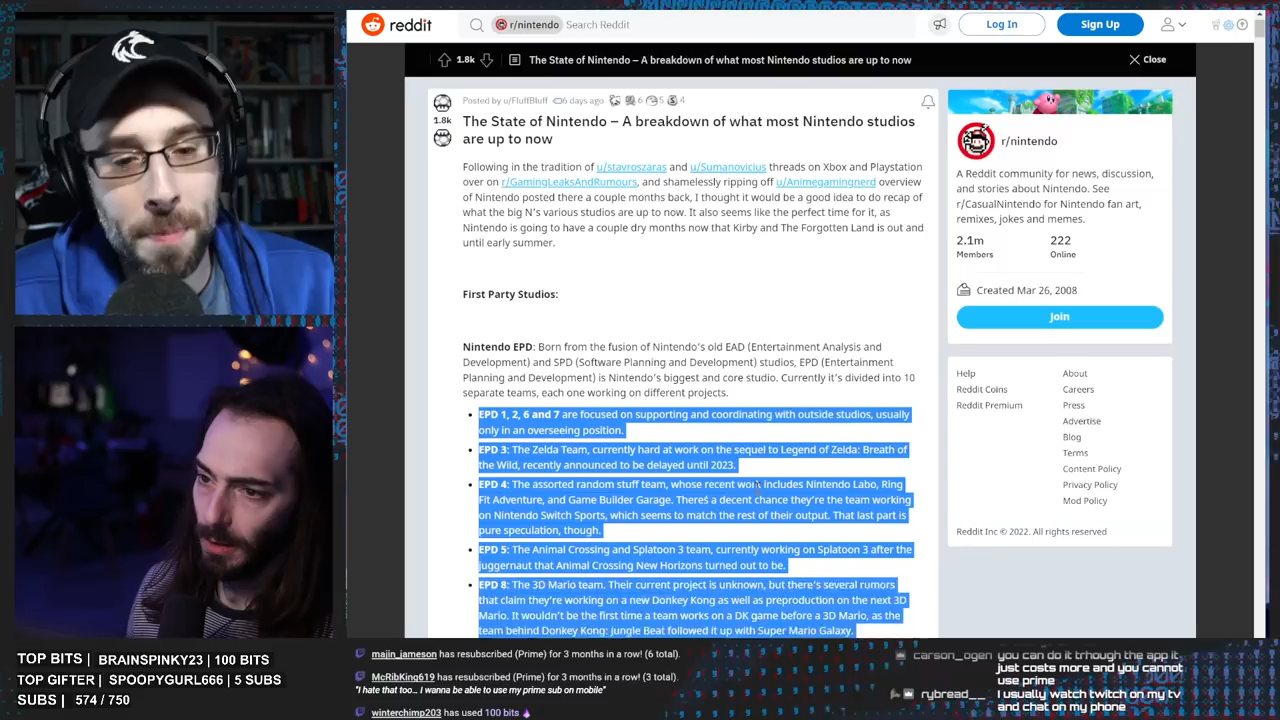 reddit
r/nintendo
Search Reddit
Log In
Sign Up
1.8k
The State of Nintendo – A breakdown of what most Nintendo studios are up to now
Close
Posted by u/FluffBluff
6 days ago
6
5
4
1.8k
The State of Nintendo – A breakdown of what most Nintendo studios
are up to now
Following in the tradition of u/stavroszaras and u/Sumanovicius threads on Xbox and Playstation
over on r/GamingLeaksAndRumours, and shamelessly ripping off u/Animegamingnerd overview
of Nintendo posted there a couple months back, I thought it would be a good idea to do recap of
what the big N's various studios are up to now. It also seems like the perfect time for it, as
Nintendo is going to have a couple dry months now that Kirby and The Forgotten Land is out and
until early summer.
First Party Studios:
Nintendo EPD: Born from the fusion of Nintendo's old EAD (Entertainment Analysis and
Development) and SPD (Software Planning and Development) studios, EPD (Entertainment
Planning and Development) is Nintendo's biggest and core studio. Currently it's divided into 10
separate teams, each one working on different projects.
• EPD 1, 2, 6 and 7 are focused on supporting and coordinating with outside studios, usually
only in an overseeing position.
• EPD 3: The Zelda Team, currently hard at work on the sequel to Legend of Zelda: Breath of
the Wild, recently announced to be delayed until 2023.
• EPD 4: The assorted random stuff team, whose recent work includes Nintendo Labo, Ring
Fit Adventure, and Game Builder Garage. There's a decent chance they're the team working
on Nintendo Switch Sports, which seems to match the rest of their output. That last part is
pure speculation, though.
• EPD 5: The Animal Crossing and Splatoon 3 team, currently working on Splatoon 3 after the
juggernaut that Animal Crossing New Horizons turned out to be.
• EPD 8: The 3D Mario team. Their current project is unknown, but there's several rumors
that claim they're working on a new Donkey Kong as well as preproduction on the next 3D
Mario. It wouldn't be the first time a team works on a DK game before a 3D Mario, as the
team behind Donkey Kong: Jungle Beat followed it up with Super Mario Galaxy.
r/nintendo
A Reddit community for news, discussion,
and stories about Nintendo. See
r/CasualNintendo for Nintendo fan art,
remixes, jokes and memes.
2.1m
Members
222
Online
Created Mar 26, 2008
Join
Help
Reddit Coins
Reddit Premium
About
Careers
Press
Advertise
Blog
Terms
Content Policy
Privacy Policy
Mod Policy
Reddit Inc © 2022. All rights reserved
TOP BITS | BRAINSPINKY23 | 100 BITS
TOP GIFTER | SPOOPYGURL666 | 5 SUBS
SUBS | 574 / 750
majin_jameson has resubscribed (Prime) for 3 months in a row! (6 total).
McRibKing619 has resubscribed (Prime) for 3 months in a row! (3 total).
"I hate that too... I wanna be able to use my prime sub on mobile"
winterchimp203 has used 100 bits
carson_ogen you can do it trhough the app it
just costs more and you cannot
use prime
rybread__ I usually watch twitch on my tv
and chat on my phone